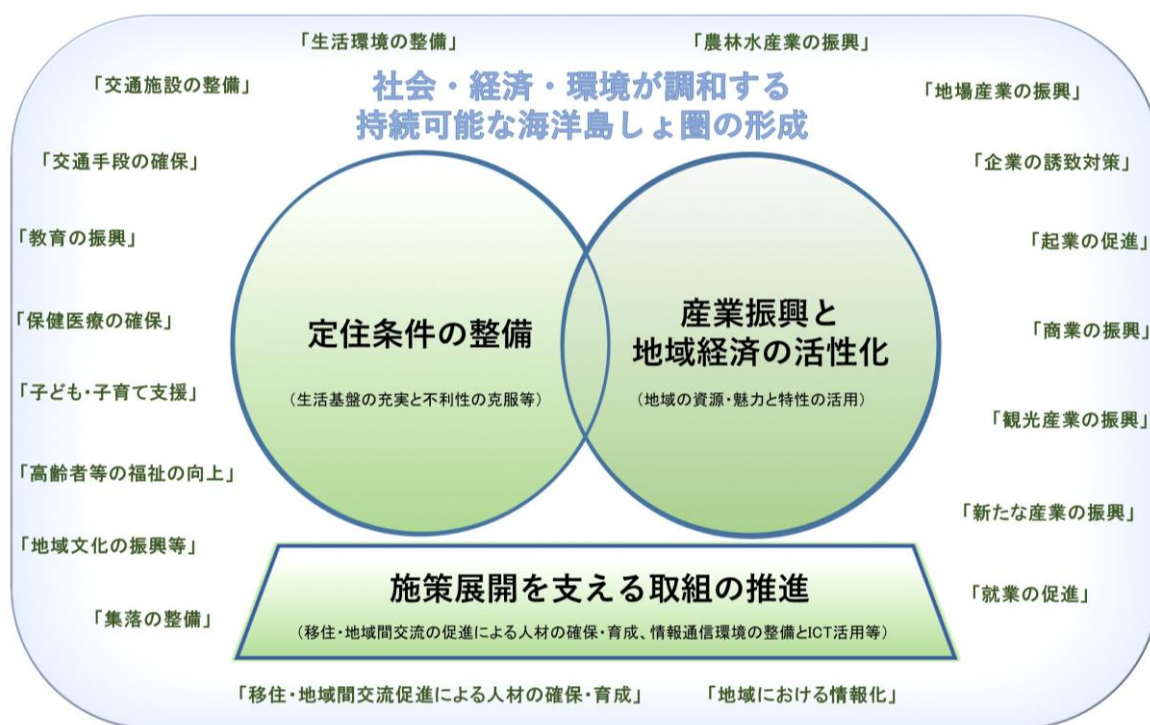 「生活環境の整備」
「農林水産業の振興」
「交通施設の整備」
社会・経済・環境が調和する
持続可能な海洋島しょ圏の形成
「地場産業の振興」
「交通手段の確保」
「企業の誘致対策」
「教育の振興」
「起業の促進」
「保健医療の確保」
定住条件の整備
(生活基盤の充実と不利性の克服等)
産業振興と
地域経済の活性化
(地域の資源・魅力と特性の活用)
「商業の振興」
「子ども・子育て支援」
「観光産業の振興」
「高齢者等の福祉の向上」
「新たな産業の振興」
「地域文化の振興等」
「就業の促進」
「集落の整備」
施策展開を支える取組の推進
(移住・地域間交流の促進による人材の確保・育成、情報通信環境の整備とICT活用等)
「移住・地域間交流促進による人材の確保・育成」
「地域における情報化」